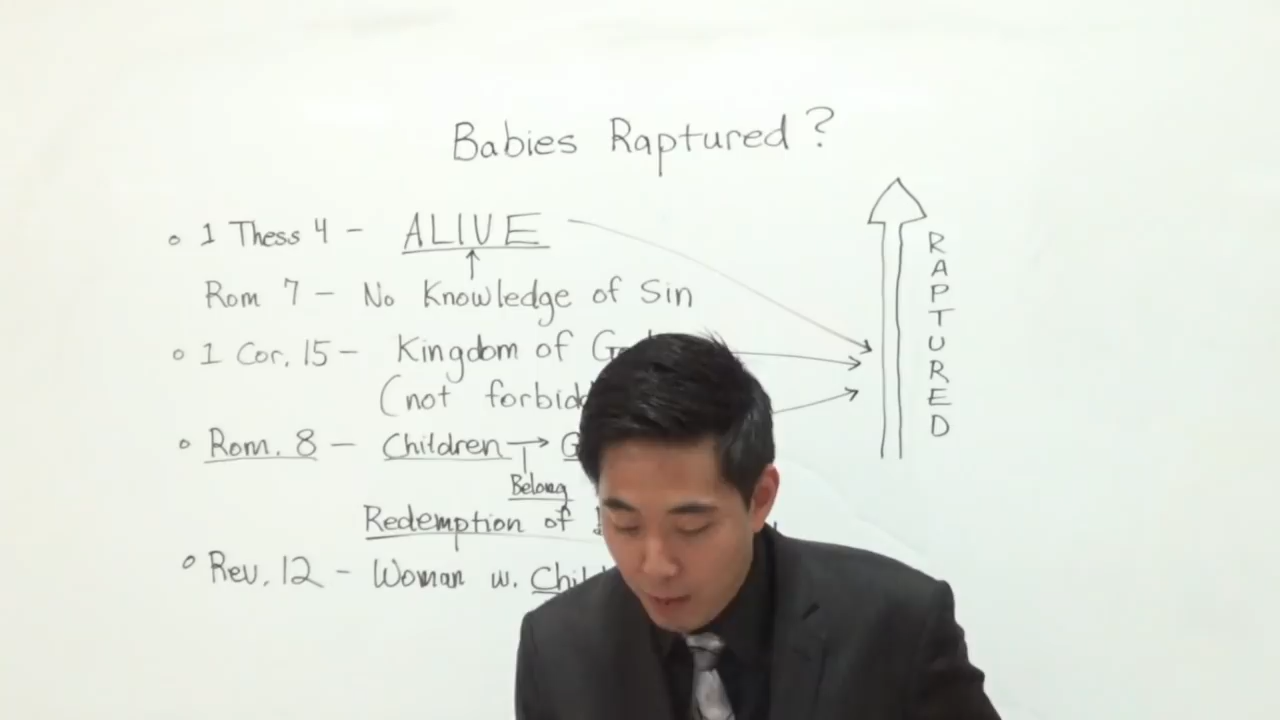 Babies Raptured ?
1 Thess 4 - ALIVE
Rom 7 - No Knowledge of Sin
1 Cor. 15 - Kingdom of
(not
Rom. 8 - Children →
Belong
Redemption of
Rev. 12 - Woman w.
RAPTURED